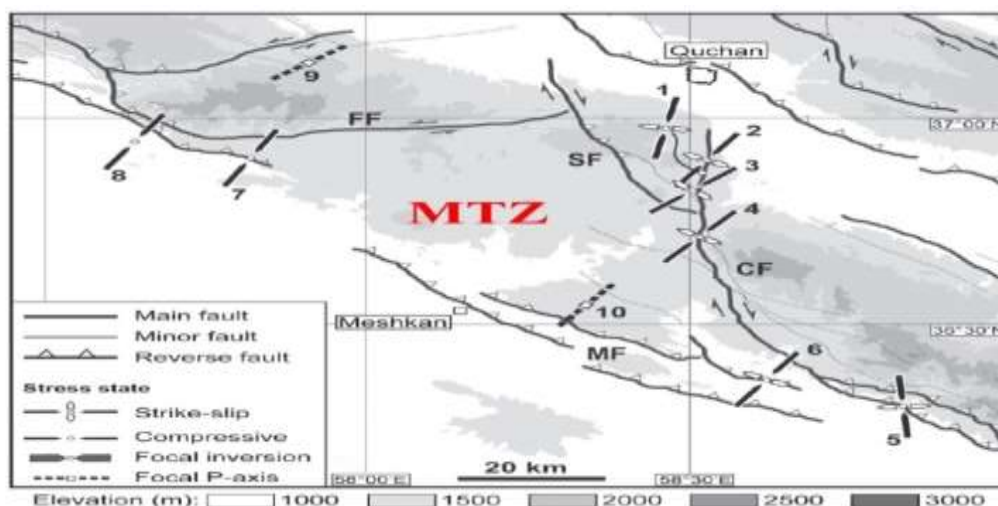 Quchan
1
37°00' N
9
2
FF
3
SF
8
7
MTZ
4
CF
Meshkan
10
36°30' N
MF
6
5
Main fault
Minor fault
Reverse fault
Stress state
Strike-slip
Compressive
Focal inversion
Focal P-axis
58°00' E
20 km
58°30' E
Elevation (m): 1000 1500 2000 2500 3000